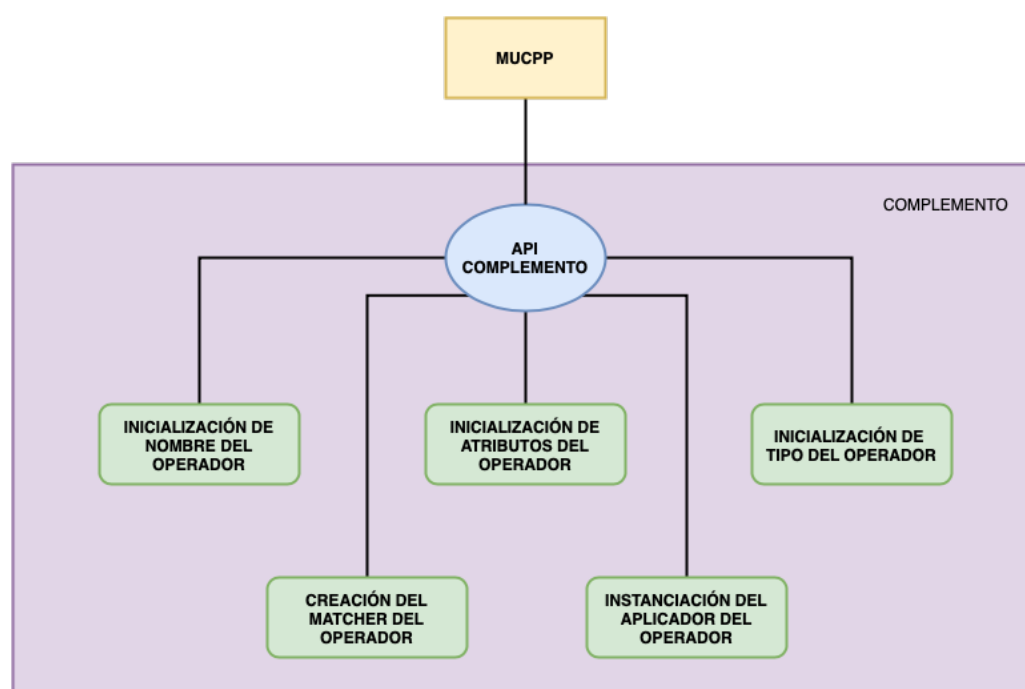 MUCPP
COMPLEMENTO
API
COMPLEMENTO
INICIALIZACIÓN DE
NOMBRE DEL
OPERADOR
INICIALIZACIÓN DE
ATRIBUTOS DEL
OPERADOR
INICIALIZACIÓN DE
TIPO DEL OPERADOR
CREACIÓN DEL
MATCHER DEL
OPERADOR
INSTANCIACIÓN DEL
APLICADOR DEL
OPERADOR